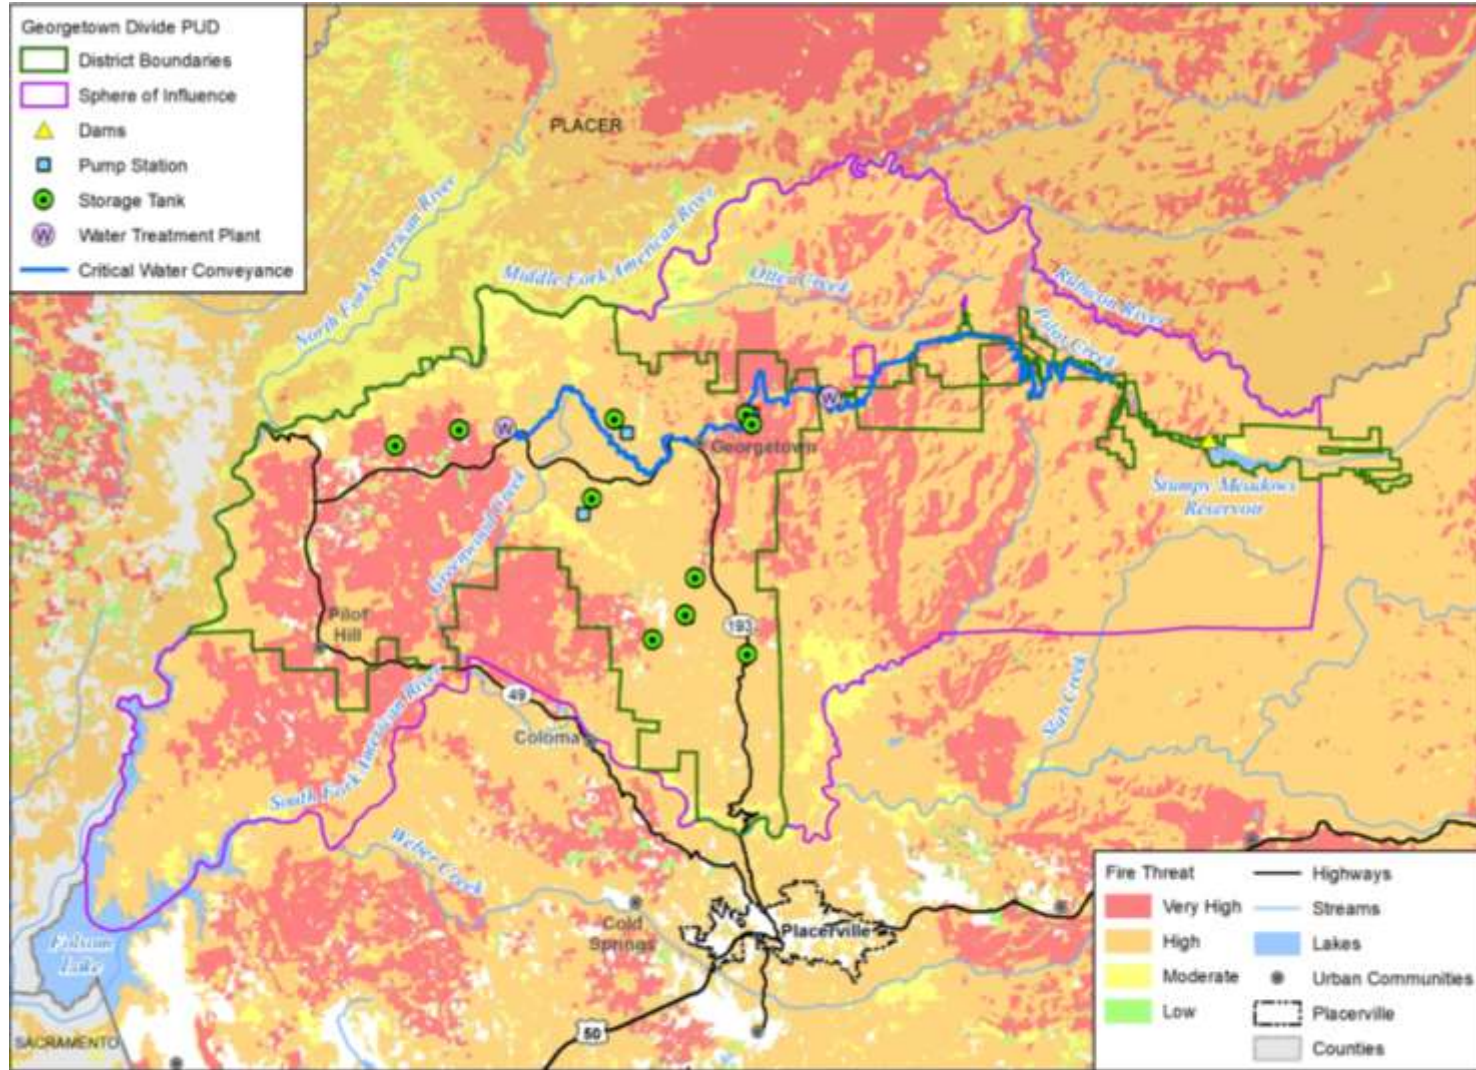 Georgetown Divide PUD
District Boundaries
Sphere of Influence
Dams
Pump Station
Storage Tank
W
Water Treatment Plant
Critical Water Conveyance
PLACER
North Fork American River
Middle Fork American River
Otter Creek
Rubicon River
Pilot Creek
W
W
Georgetown
Stumpy Meadows
Reservoir
Greenwood Creek
Pilot
Hill
193
49
Coloma
South Fork American River
Slab Creek
Weber Creek
Cold
Springs
Placerville
Folsom
Lake
SACRAMENTO
50
Fire Threat
Very High
High
Moderate
Low
Highways
Streams
Lakes
Urban Communities
Placerville
Counties